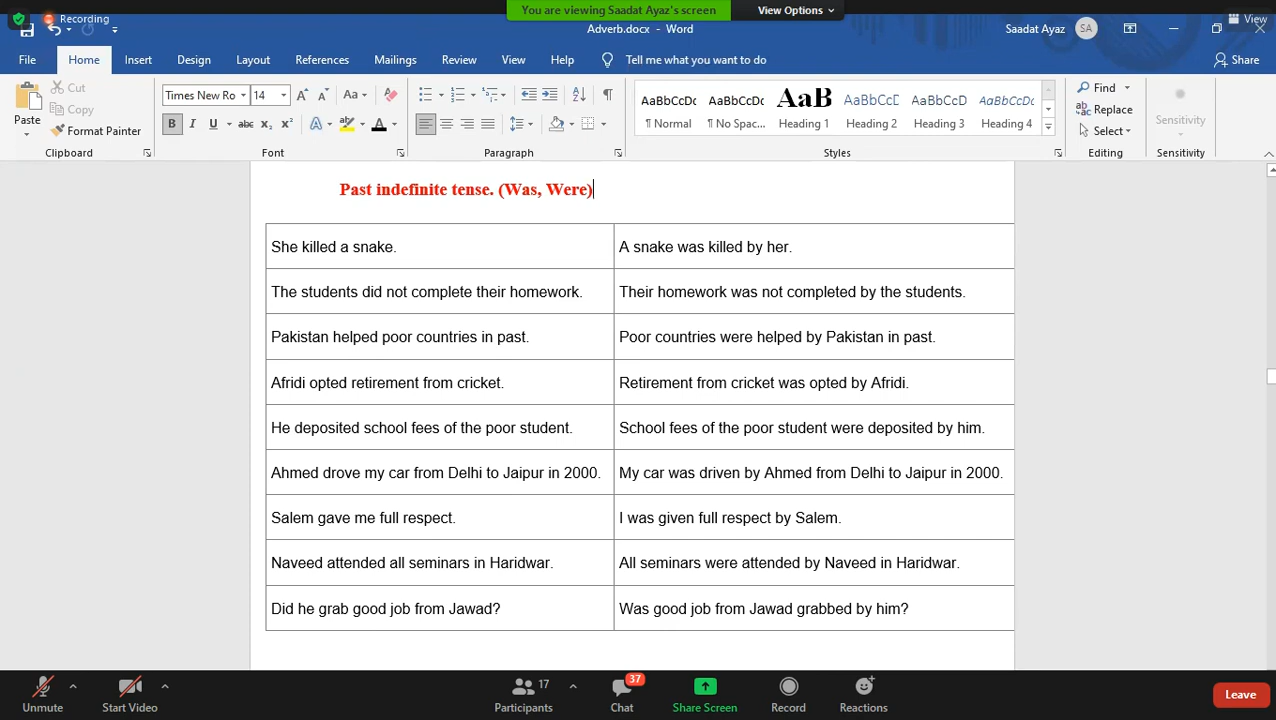 Recording
You are viewing Saadat Ayaz's screen
View Options
View
Adverb.docx - Word
Saadat Ayaz
SA
File
Home
Insert
Design
Layout
References
Mailings
Review
View
Help
Tell me what you want to do
Share
Paste
Cut
Copy
Format Painter
Clipboard
Times New Ro
14
Font
Paragraph
AaBbCcDc
¶ Normal
AaBbCcDc
¶ No Spac...
AaB
Heading 1
AaBbCcDc
Heading 2
AaBbCcDc
Heading 3
AaBbCcDc
Heading 4
Styles
Find
Replace
Select
Editing
Sensitivity
Sensitivity
Past indefinite tense. (Was, Were)
She killed a snake.
A snake was killed by her.
The students did not complete their homework.
Their homework was not completed by the students.
Pakistan helped poor countries in past.
Poor countries were helped by Pakistan in past.
Afridi opted retirement from cricket.
Retirement from cricket was opted by Afridi.
He deposited school fees of the poor student.
School fees of the poor student were deposited by him.
Ahmed drove my car from Delhi to Jaipur in 2000.
My car was driven by Ahmed from Delhi to Jaipur in 2000.
Salem gave me full respect.
I was given full respect by Salem.
Naveed attended all seminars in Haridwar.
All seminars were attended by Naveed in Haridwar.
Did he grab good job from Jawad?
Was good job from Jawad grabbed by him?
Unmute
Start Video
17
Participants
37
Chat
Share Screen
Record
Reactions
Leave